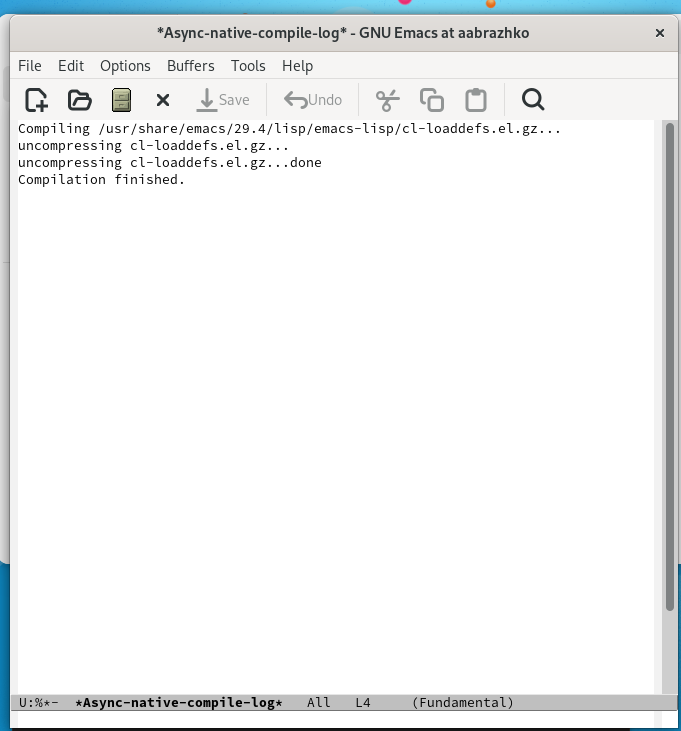 *Async-native-compile-log* - GNU Emacs at aabrazhko
File Edit Options Buffers Tools Help
Save Undo
Compiling /usr/share/emacs/29.4/lisp/emacs-lisp/cl-loaddefs.el.gz...
uncompressing cl-loaddefs.el.gz...
uncompressing cl-loaddefs.el.gz...done
Compilation finished.
U:%*- *Async-native-compile-log* All L4 (Fundamental)